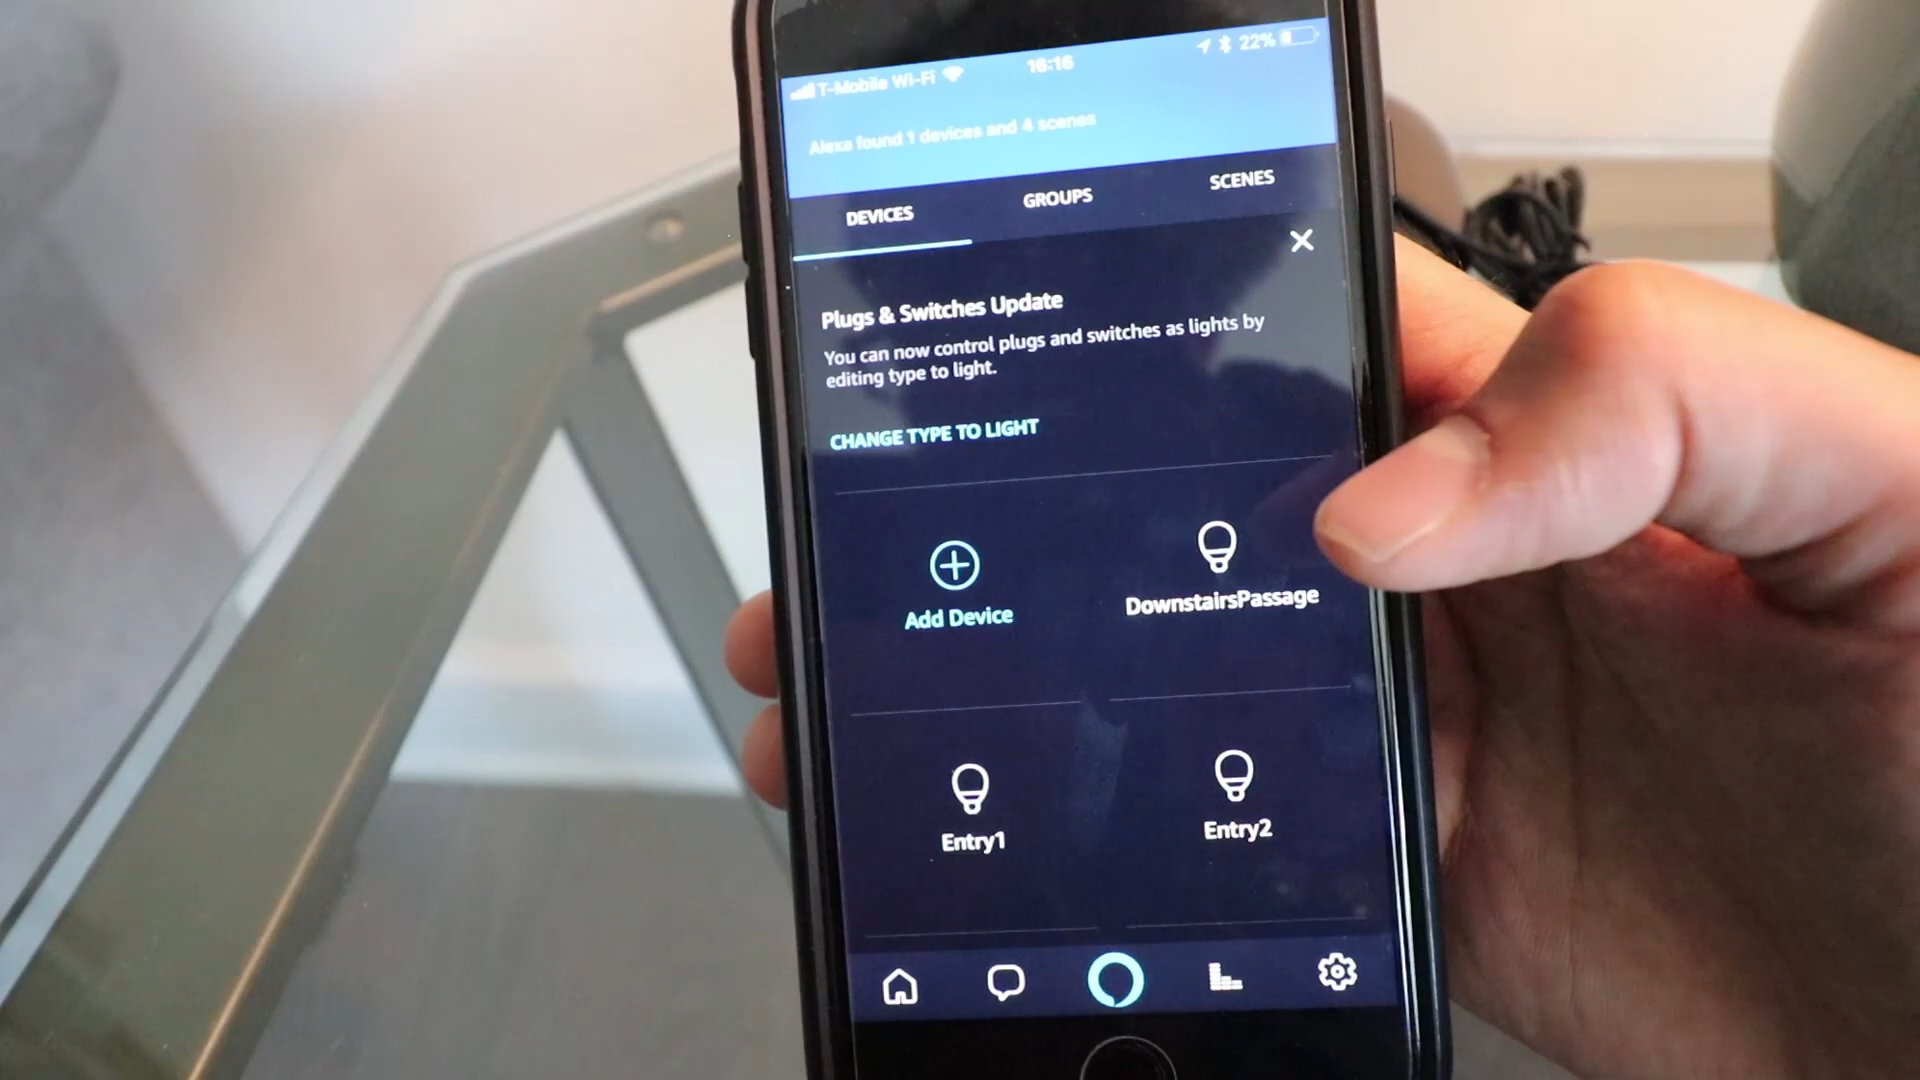 T-Mobile Wi-Fi 16:16 22%
Alexa found 1 devices and 4 scenes
DEVICES GROUPS SCENES
Plugs & Switches Update
You can now control plugs and switches as lights by
editing type to light.
CHANGE TYPE TO LIGHT
Add Device DownstairsPassage
Entry1 Entry2